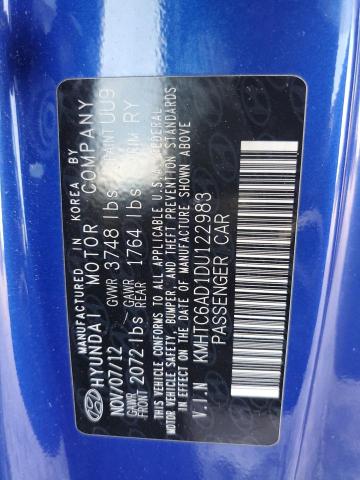 MANUFACTURED IN KOREA BY
HYUNDAI MOTOR COMPANY
NOV/07/12 GVWR 3748 lbs PAINT UU9
GAWR FRONT 2072 lbs GAWR REAR 1764 lbs TRIM RY
THIS VEHICLE CONFORMS TO ALL APPLICABLE U.S.A FEDERAL
MOTOR VEHICLE SAFETY, BUMPER, AND THEFT PREVENTION STANDARDS
IN EFFECT ON THE DATE OF MANUFACTURE SHOWN ABOVE.
V.I.N KMHTC6AD1DU122983
PASSENGER CAR